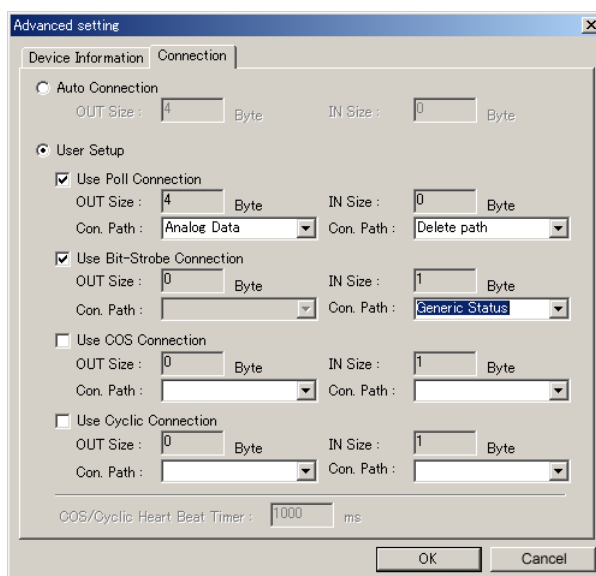 Advanced setting
Device Information Connection
Auto Connection
OUT Size : 4 Byte IN Size : 0 Byte
User Setup
Use Poll Connection
OUT Size : 4 Byte IN Size : 0 Byte
Con. Path : Analog Data Con. Path : Delete path
Use Bit-Strobe Connection
OUT Size : 0 Byte IN Size : 1 Byte
Con. Path : Con. Path : Generic Status
Use COS Connection
OUT Size : 0 Byte IN Size : 1 Byte
Con. Path : Con. Path :
Use Cyclic Connection
OUT Size : 0 Byte IN Size : 1 Byte
Con. Path : Con. Path :
COS/Cyclic Heart Beat Timer : 1000 ms
OK Cancel